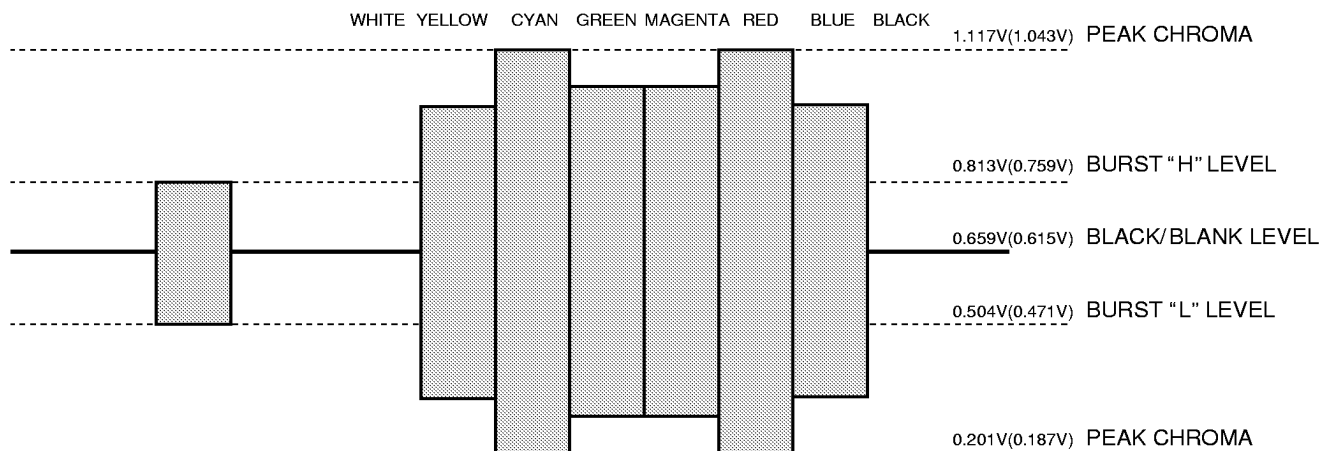 WHITE YELLOW CYAN GREEN MAGENTA RED BLUE BLACK
1.117V(1.043V) PEAK CHROMA
0.813V(0.759V) BURST “H” LEVEL
0.659V(0.615V) BLACK/BLANK LEVEL
0.504V(0.471V) BURST “L” LEVEL
0.201V(0.187V) PEAK CHROMA